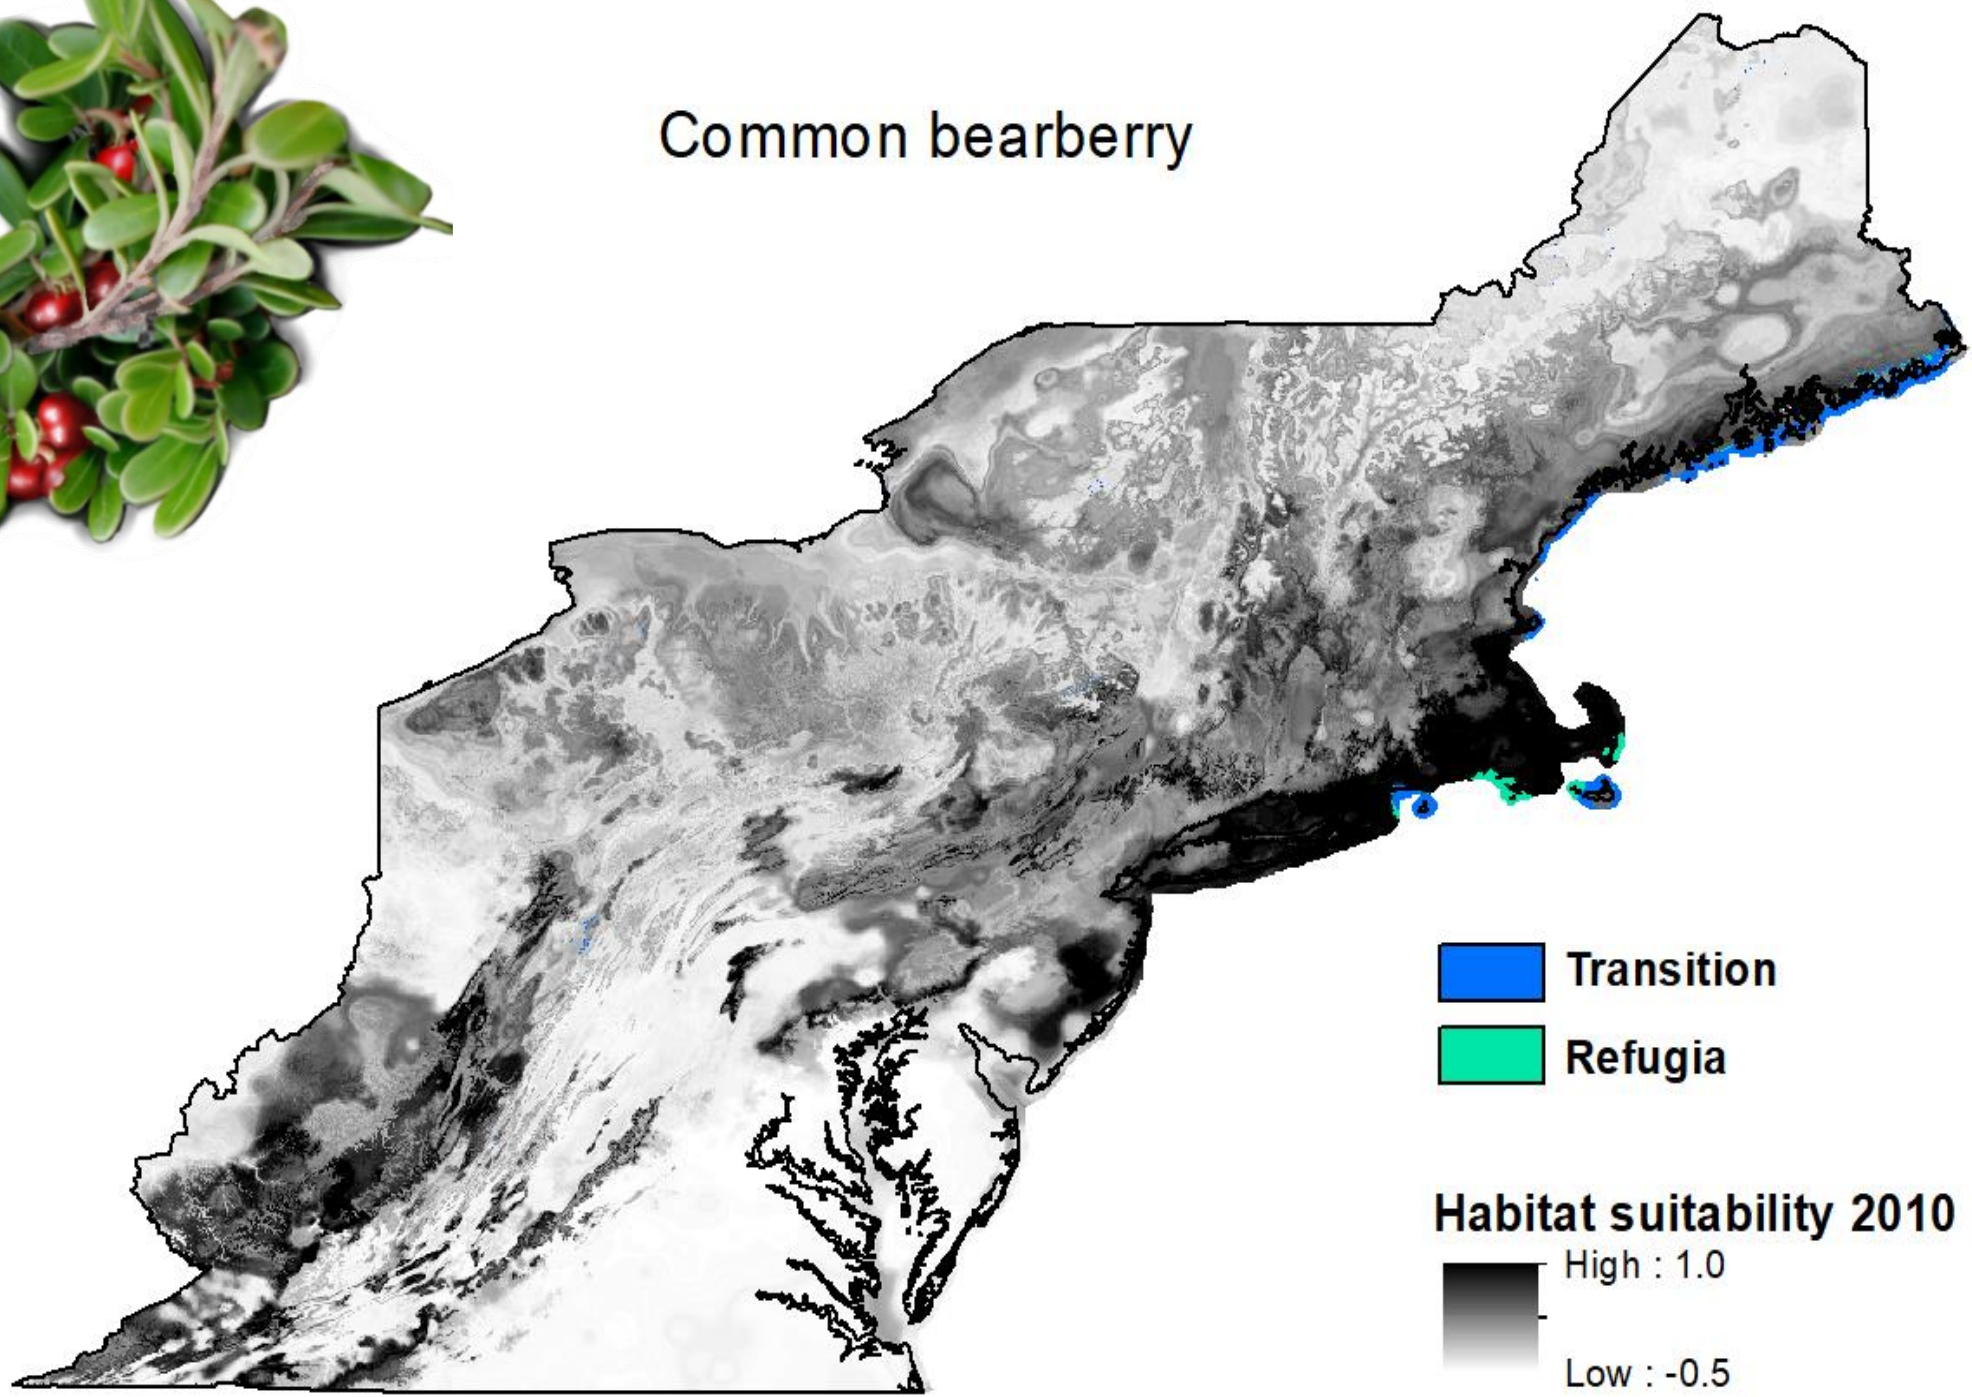 Common bearberry
Transition
Refugia
Habitat suitability 2010
High : 1.0
Low : -0.5